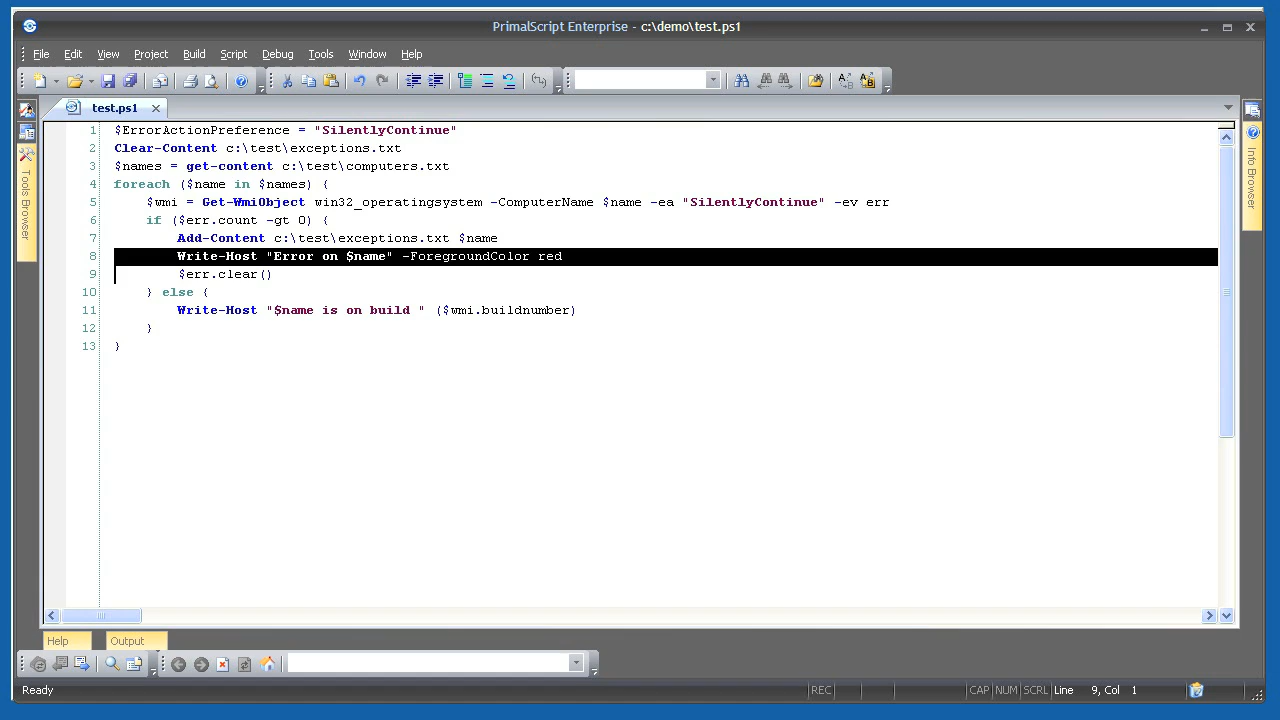 PrimalScript Enterprise - c:\demo\test.ps1
File Edit View Project Build Script Debug Tools Window Help
test.ps1
1 $ErrorActionPreference = "SilentlyContinue"
2 Clear-Content c:\test\exceptions.txt
3 $names = get-content c:\test\computers.txt
4 foreach ($name in $names) {
5 $wmi = Get-WmiObject win32_operatingsystem -ComputerName $name -ea "SilentlyContinue" -ev err
6 if ($err.count -gt 0) {
7 Add-Content c:\test\exceptions.txt $name
8 Write-Host "Error on $name" -ForegroundColor red
9 $err.clear()
10 } else {
11 Write-Host "$name is on build " ($wmi.buildnumber)
12 }
13 }
Tools Browser
Info Browser
Help Output
Ready REC CAP NUM SCRL Line 9, Col 1